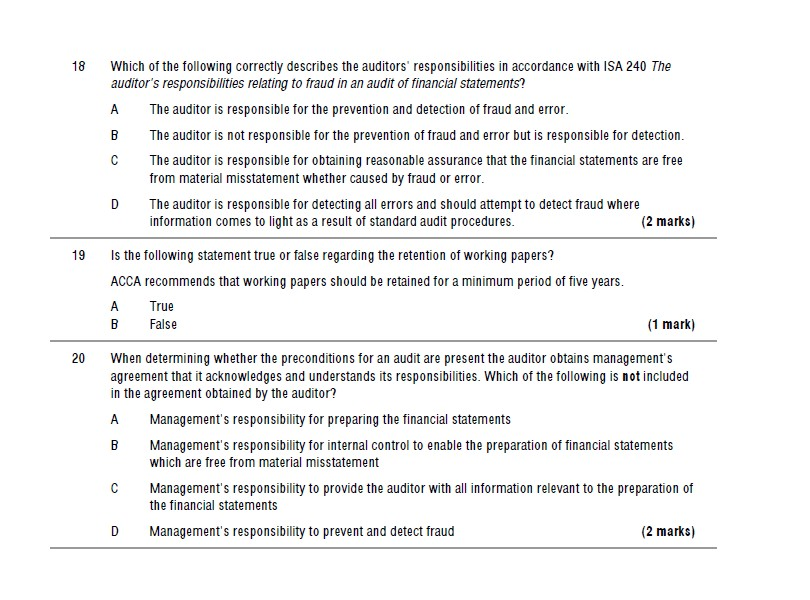 18 Which of the following correctly describes the auditors' responsibilities in accordance with ISA 240 The
auditor's responsibilities relating to fraud in an audit of financial statements?
A The auditor is responsible for the prevention and detection of fraud and error.
B The auditor is not responsible for the prevention of fraud and error but is responsible for detection.
C The auditor is responsible for obtaining reasonable assurance that the financial statements are free
from material misstatement whether caused by fraud or error.
D The auditor is responsible for detecting all errors and should attempt to detect fraud where
information comes to light as a result of standard audit procedures. (2 marks)
19 Is the following statement true or false regarding the retention of working papers?
ACCA recommends that working papers should be retained for a minimum period of five years.
A True
B False (1 mark)
20 When determining whether the preconditions for an audit are present the auditor obtains management's
agreement that it acknowledges and understands its responsibilities. Which of the following is not included
in the agreement obtained by the auditor?
A Management's responsibility for preparing the financial statements
B Management's responsibility for internal control to enable the preparation of financial statements
which are free from material misstatement
C Management's responsibility to provide the auditor with all information relevant to the preparation of
the financial statements
D Management's responsibility to prevent and detect fraud (2 marks)